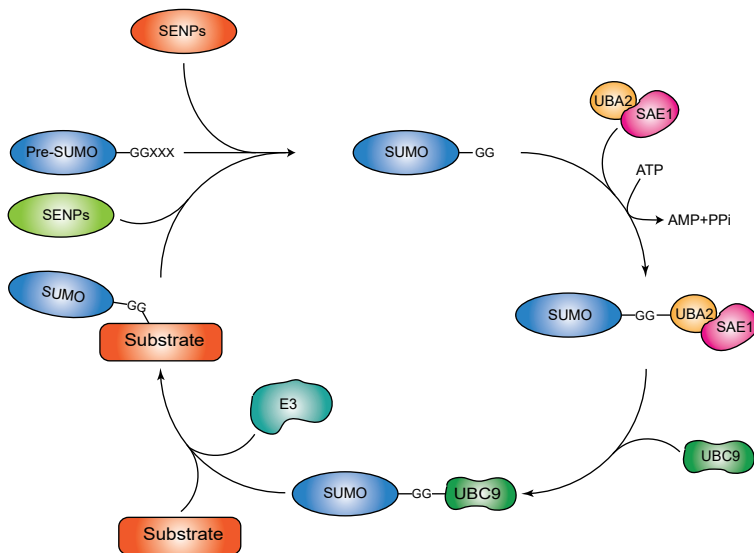 SENPs
UBA2
SAE1
Pre-SUMO
GGXXX
SUMO
GG
ATP
SENPs
AMP+PPi
SUMO
GG
Substrate
SUMO
GG
UBA2
SAE1
E3
UBC9
SUMO
GG
UBC9
Substrate